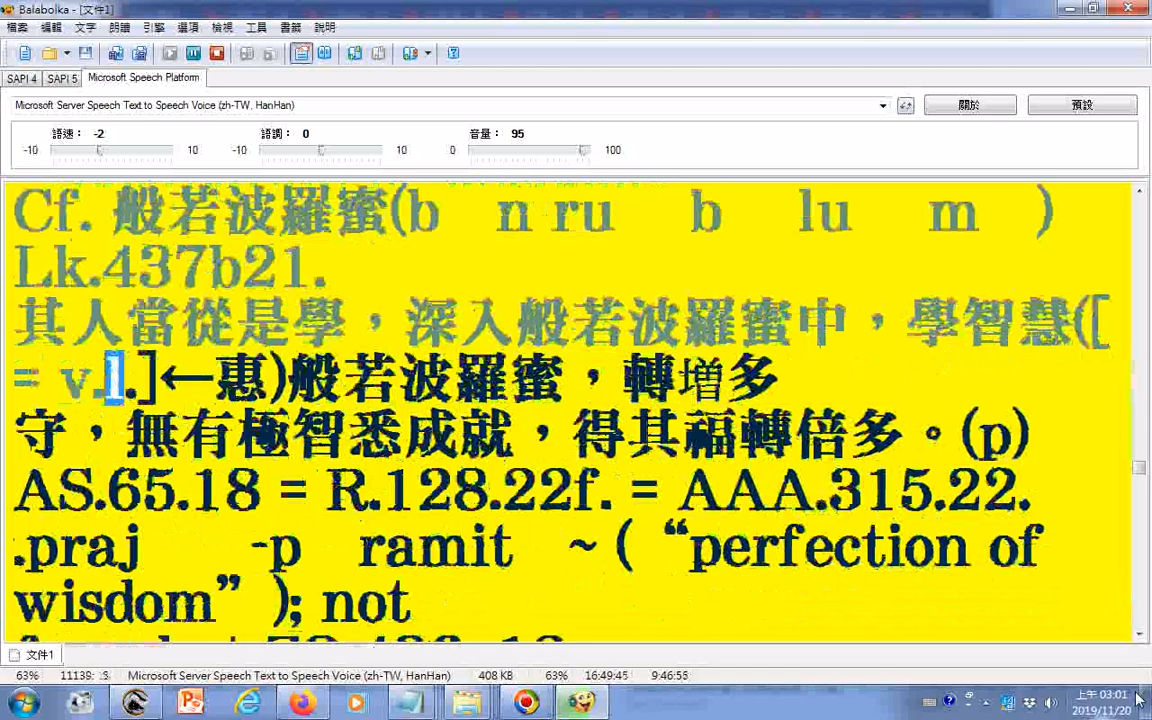 Balabolka - [文件1]
檔案 編輯 文字 朗讀 引擎 選項 檢視 工具 書籤 說明
SAPI 4 SAPI 5 Microsoft Speech Platform
Microsoft Server Speech Text to Speech Voice (zh-TW, HanHan) 關於 預設
語速： -2 語調： 0 音量： 95
-10 10 -10 10 0 100
Cf. 般若波羅蜜(b n ru b lu m )
Lk.437b21.
其人當從是學，深入般若波羅蜜中，學智慧([
= v.l.]←惠)般若波羅蜜，轉增多
守，無有極智悉成就，得其福轉倍多。(p)
AS.65.18 = R.128.22f. = AAA.315.22.
.praj -p ramit ~ ( “perfection of
wisdom” ); not
文件1
63% Microsoft Server Speech Text to Speech Voice (zh-TW, HanHan) 408 KB 63% 16:49:45 9:46:55
上午 03:01
2019/11/20